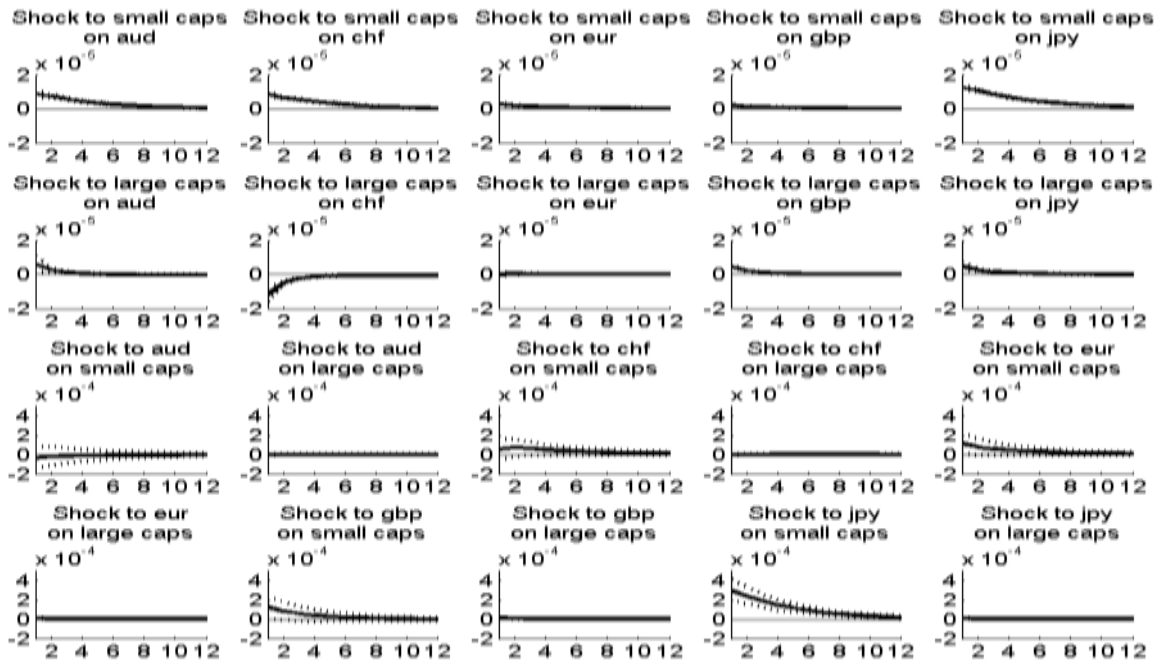 Shock to small caps
on aud
x 10^-5
2
0
-2
2 4 6 8 10 12
Shock to small caps
on chf
x 10^-5
2
0
-2
2 4 6 8 10 12
Shock to small caps
on eur
x 10^-5
2
0
-2
2 4 6 8 10 12
Shock to small caps
on gbp
x 10^-5
2
0
-2
2 4 6 8 10 12
Shock to small caps
on jpy
x 10^-5
2
0
-2
2 4 6 8 10 12
Shock to large caps
on aud
x 10^-5
2
0
-2
2 4 6 8 10 12
Shock to large caps
on chf
x 10^-5
2
0
-2
2 4 6 8 10 12
Shock to large caps
on eur
x 10^-5
2
0
-2
2 4 6 8 10 12
Shock to large caps
on gbp
x 10^-5
2
0
-2
2 4 6 8 10 12
Shock to large caps
on jpy
x 10^-5
2
0
-2
2 4 6 8 10 12
Shock to aud
on small caps
x 10^-4
4
2
0
-2
2 4 6 8 10 12
Shock to aud
on large caps
x 10^-4
4
2
0
-2
2 4 6 8 10 12
Shock to chf
on small caps
x 10^-4
4
2
0
-2
2 4 6 8 10 12
Shock to chf
on large caps
x 10^-4
4
2
0
-2
2 4 6 8 10 12
Shock to eur
on small caps
x 10^-4
4
2
0
-2
2 4 6 8 10 12
Shock to eur
on large caps
x 10^-4
4
2
0
-2
2 4 6 8 10 12
Shock to gbp
on small caps
x 10^-4
4
2
0
-2
2 4 6 8 10 12
Shock to gbp
on large caps
x 10^-4
4
2
0
-2
2 4 6 8 10 12
Shock to jpy
on small caps
x 10^-4
4
2
0
-2
2 4 6 8 10 12
Shock to jpy
on large caps
x 10^-4
4
2
0
-2
2 4 6 8 10 12